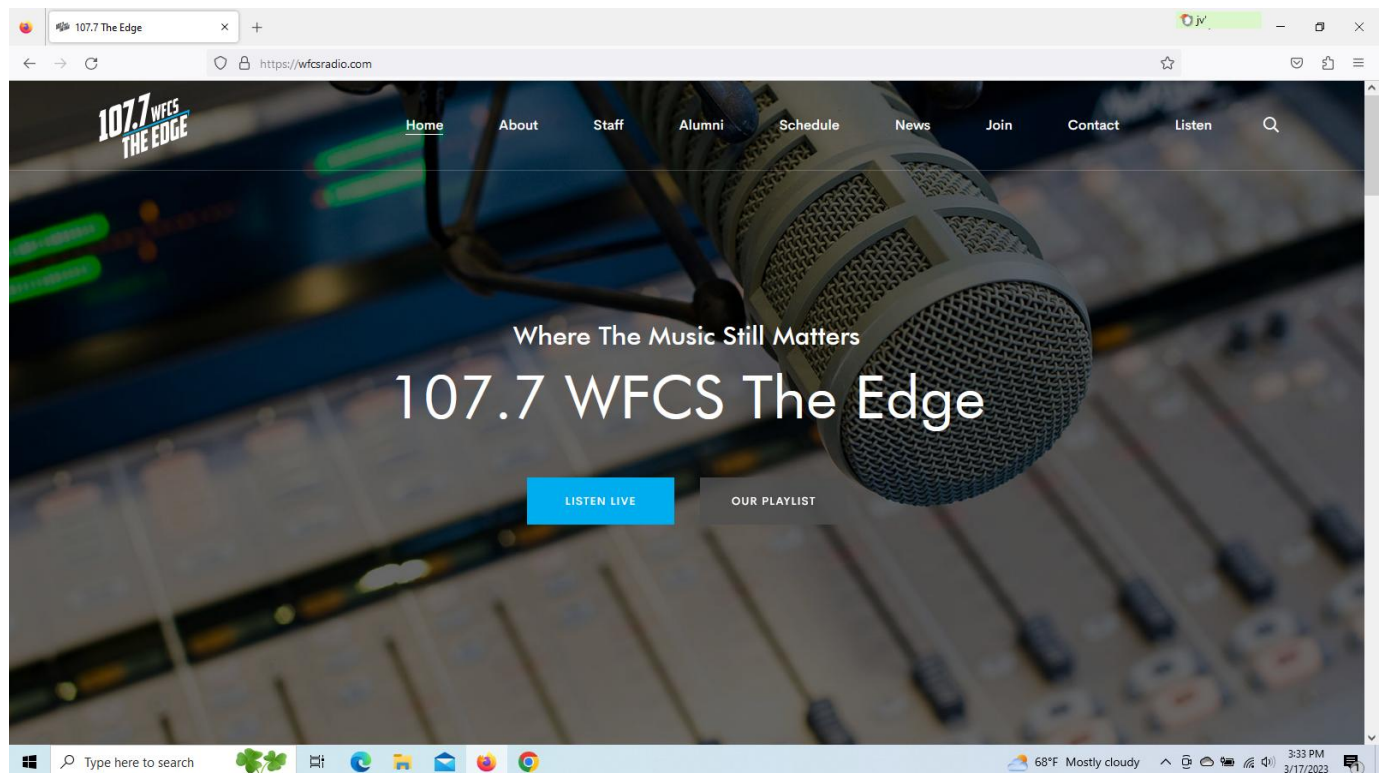 107.7 The Edge
jv'
https://wfcsradio.com
107.7 WFCS
THE EDGE
Home About Staff Alumni Schedule News Join Contact Listen
Where The Music Still Matters
107.7 WFCS The Edge
LISTEN LIVE OUR PLAYLIST
Type here to search
68°F Mostly cloudy
3:33 PM
3/17/2023